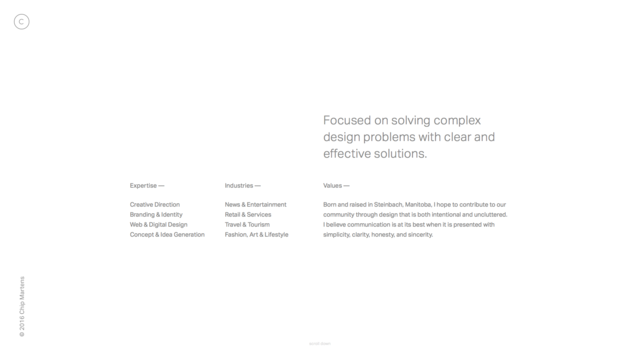 C
Focused on solving complex
design problems with clear and
effective solutions.
Expertise —
Industries —
Values —
Creative Direction
Branding & Identity
Web & Digital Design
Concept & Idea Generation
News & Entertainment
Retail & Services
Travel & Tourism
Fashion, Art & Lifestyle
Born and raised in Steinbach, Manitoba, I hope to contribute to our
community through design that is both intentional and uncluttered.
I believe communication is at its best when it is presented with
simplicity, clarity, honesty, and sincerity.
© 2016 Chip Martens